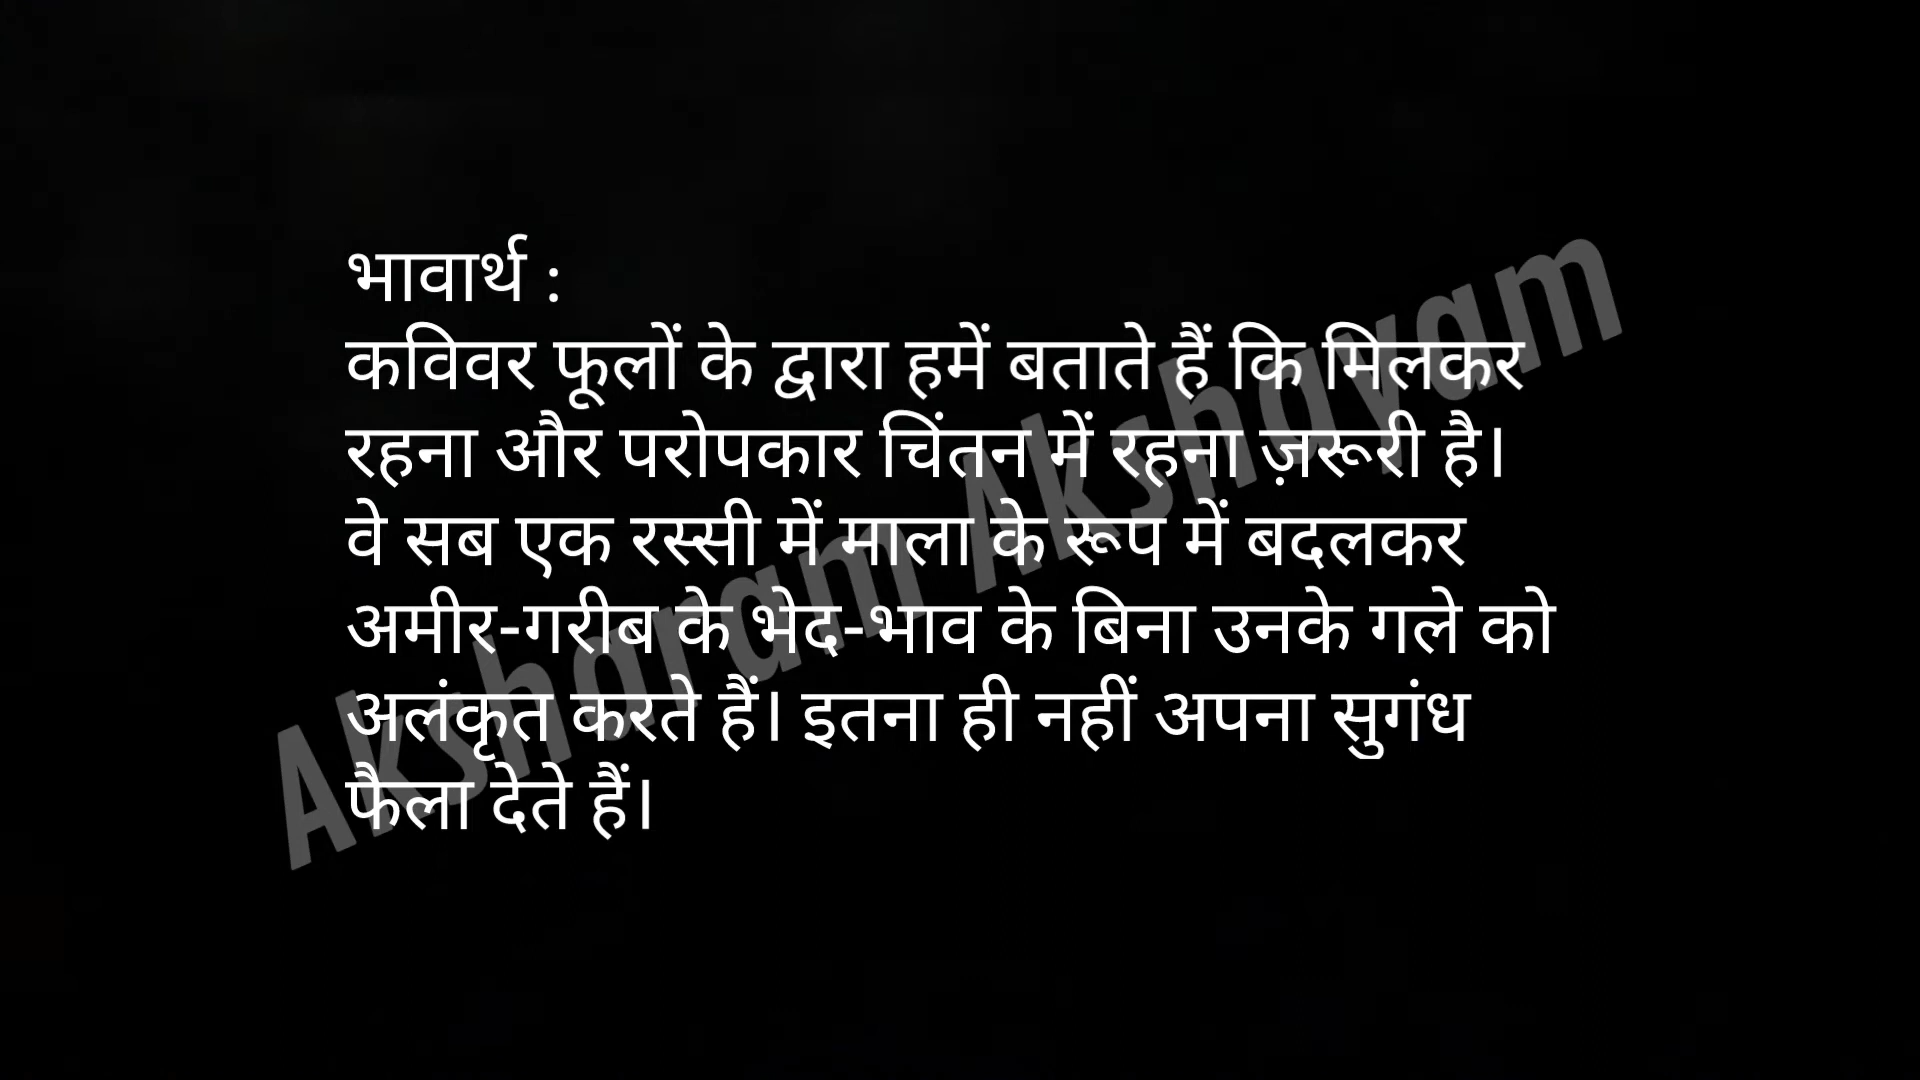 भावार्थ :
कविवर फूलों के द्वारा हमें बताते हैं कि मिलकर
रहना और परोपकार चिंतन में रहना ज़रूरी है।
वे सब एक रस्सी में माला के रूप में बदलकर
अमीर-गरीब के भेद-भाव के बिना उनके गले को
अलंकृत करते हैं। इतना ही नहीं अपना सुगंध
फैला देते हैं।
Aksharam Akshayam